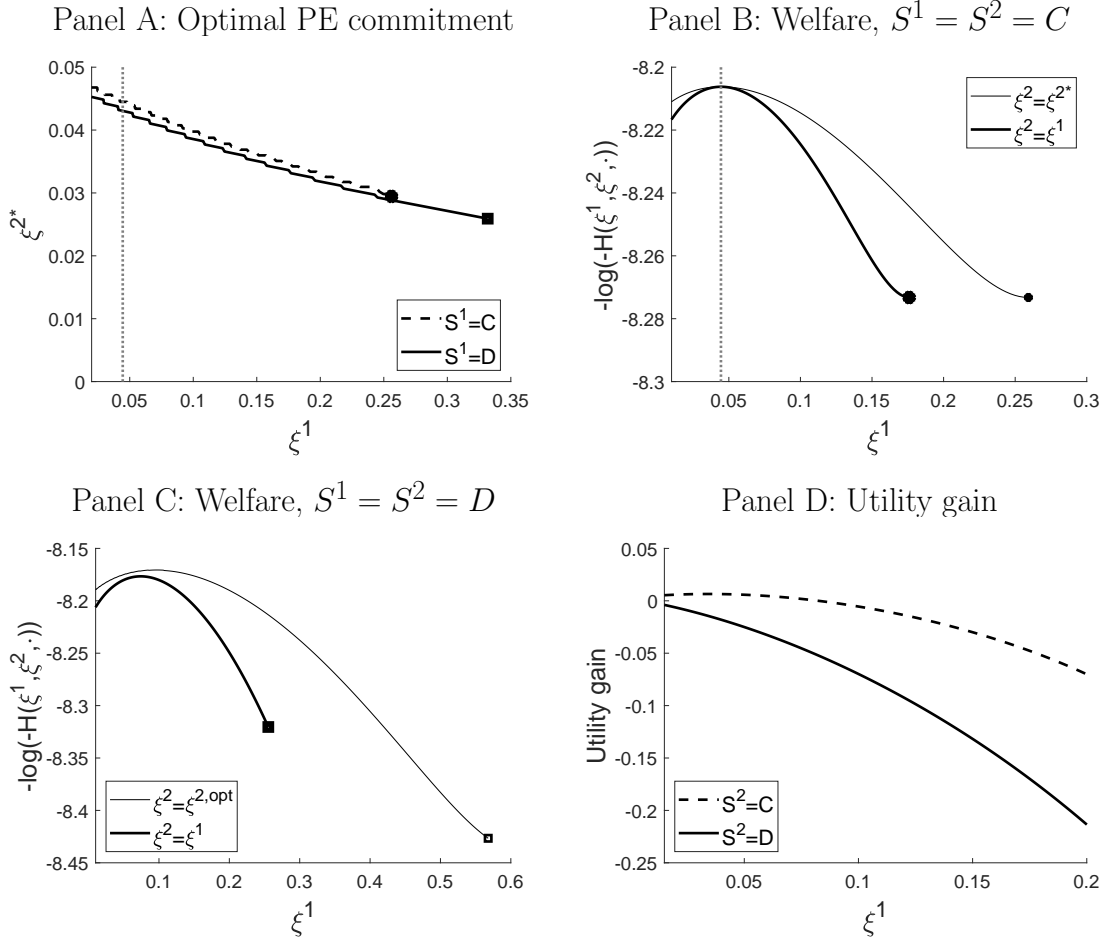 Panel A: Optimal PE commitment
0.05
0.04
0.03
0.02
0.01
0
ξ²*
S¹=C
S¹=D
0.05 0.1 0.15 0.2 0.25 0.3 0.35
ξ¹
Panel B: Welfare, S¹ = S² = C
-8.2
-8.22
-8.24
-8.26
-8.28
-8.3
-log(-H(ξ¹,ξ²,·))
ξ²=ξ²*
ξ²=ξ¹
0.05 0.1 0.15 0.2 0.25 0.3
ξ¹
Panel C: Welfare, S¹ = S² = D
-8.15
-8.2
-8.25
-8.3
-8.35
-8.4
-8.45
-log(-H(ξ¹,ξ²,·))
ξ²=ξ²,ᵒᵖᵗ
ξ²=ξ¹
0.1 0.2 0.3 0.4 0.5 0.6
ξ¹
Panel D: Utility gain
0.05
0
-0.05
-0.1
-0.15
-0.2
-0.25
Utility gain
S²=C
S²=D
0.05 0.1 0.15 0.2
ξ¹